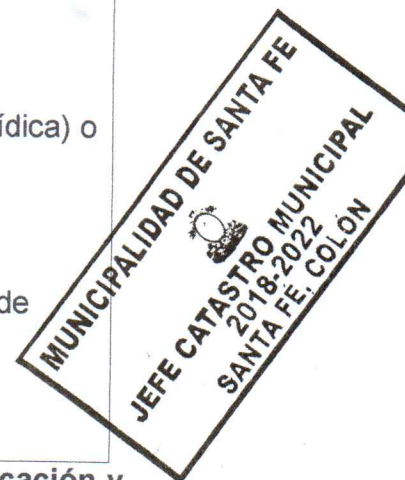 ídica) o
de
MUNICIPALIDAD DE SANTA FE
JEFE CATASTRO MUNICIPAL
2018-2022
SANTA FE, COLÓN
cación y